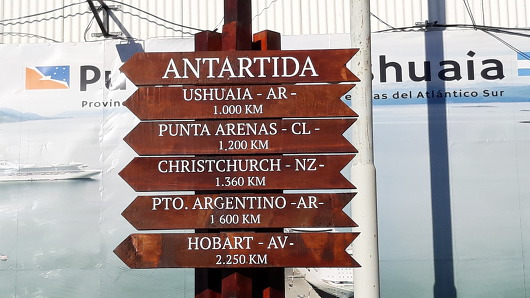 ANTARTIDA
USHUAIA - AR -
1.000 KM
PUNTA ARENAS - CL -
1.200 KM
CHRISTCHURCH - NZ-
1.360 KM
PTO. ARGENTINO -AR-
1 600 KM
HOBART - AV-
2.250 KM
Pu shuaia
Provin as del Atlántico Sur